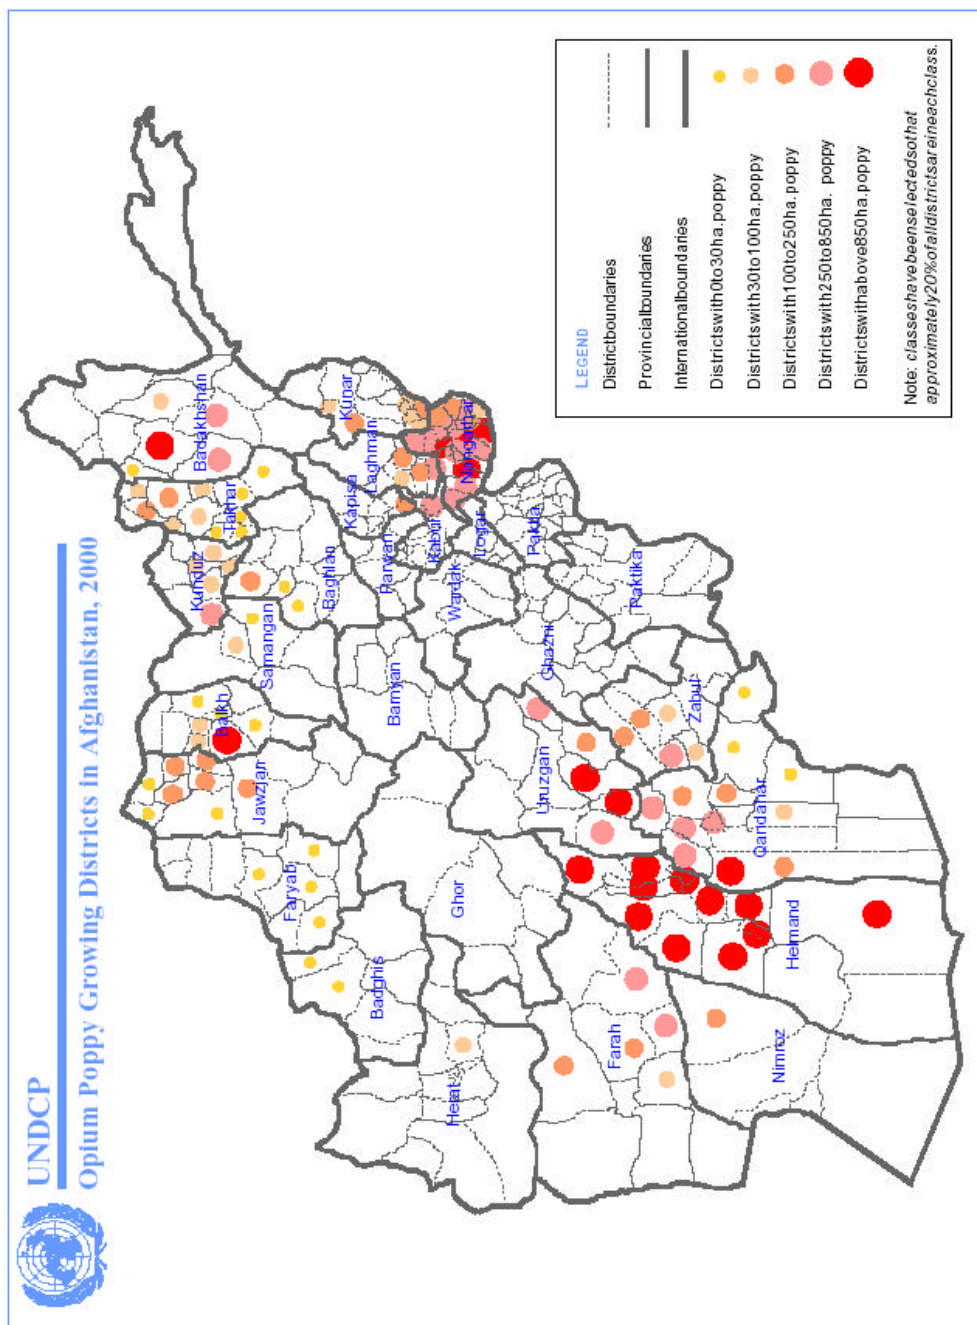 UNDCP
Opium Poppy Growing Districts in Afghanistan, 2000
Badakhshan
Takhar
Kunduz
Balkh
Samangan
Baghlan
Jawzjan
Faryab
Badghis
Kunar
Laghman
Kapisa
Parwan
Nangarhar
Kabul
Logar
Wardak
Bamyan
Ghor
Herat
Paktia
Paktika
Ghazni
Uruzgan
Zabul
Farah
Qandahar
Helmand
Nimroz
LEGEND
Districtboundaries
Provincialboundaries
Internationalboundaries
Districtswith0to30ha.poppy
Districtswith30to100ha.poppy
Districtswith100to250ha.poppy
Districtswith250to850ha. poppy
Districtswithabove850ha.poppy
Note: classeshavebeenselectedsothat
approximately20%ofalldistrictsareineachclass.